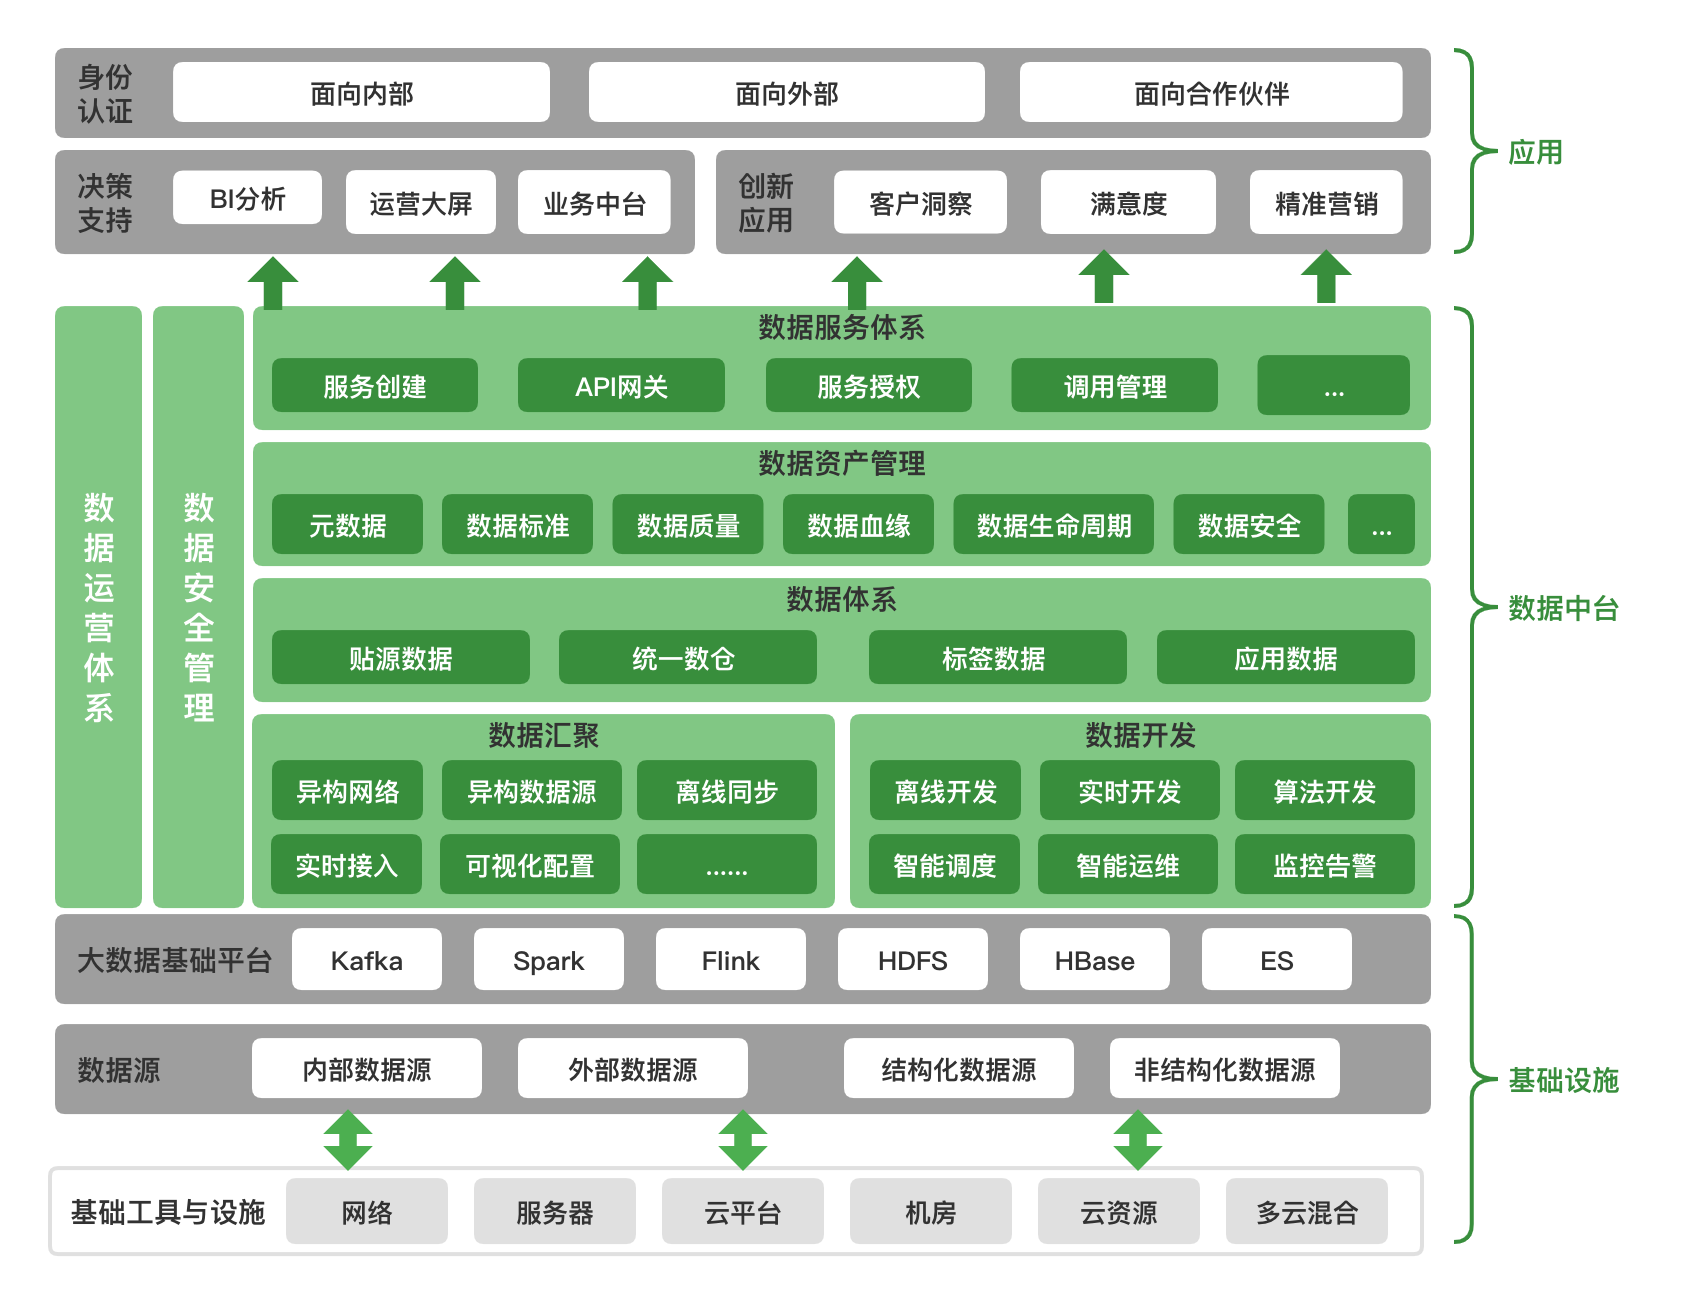 身份
认证
面向内部
面向外部
面向合作伙伴
决策
支持
BI分析
运营大屏
业务中台
创新
应用
客户洞察
满意度
精准营销
应用
数据运营体系
数据安全管理
数据服务体系
服务创建
API网关
服务授权
调用管理
...
数据资产管理
元数据
数据标准
数据质量
数据血缘
数据生命周期
数据安全
...
数据体系
贴源数据
统一数仓
标签数据
应用数据
数据汇聚
异构网络
异构数据源
离线同步
实时接入
可视化配置
......
数据开发
离线开发
实时开发
算法开发
智能调度
智能运维
监控告警
数据中台
大数据基础平台
Kafka
Spark
Flink
HDFS
HBase
ES
数据源
内部数据源
外部数据源
结构化数据源
非结构化数据源
基础工具与设施
网络
服务器
云平台
机房
云资源
多云混合
基础设施